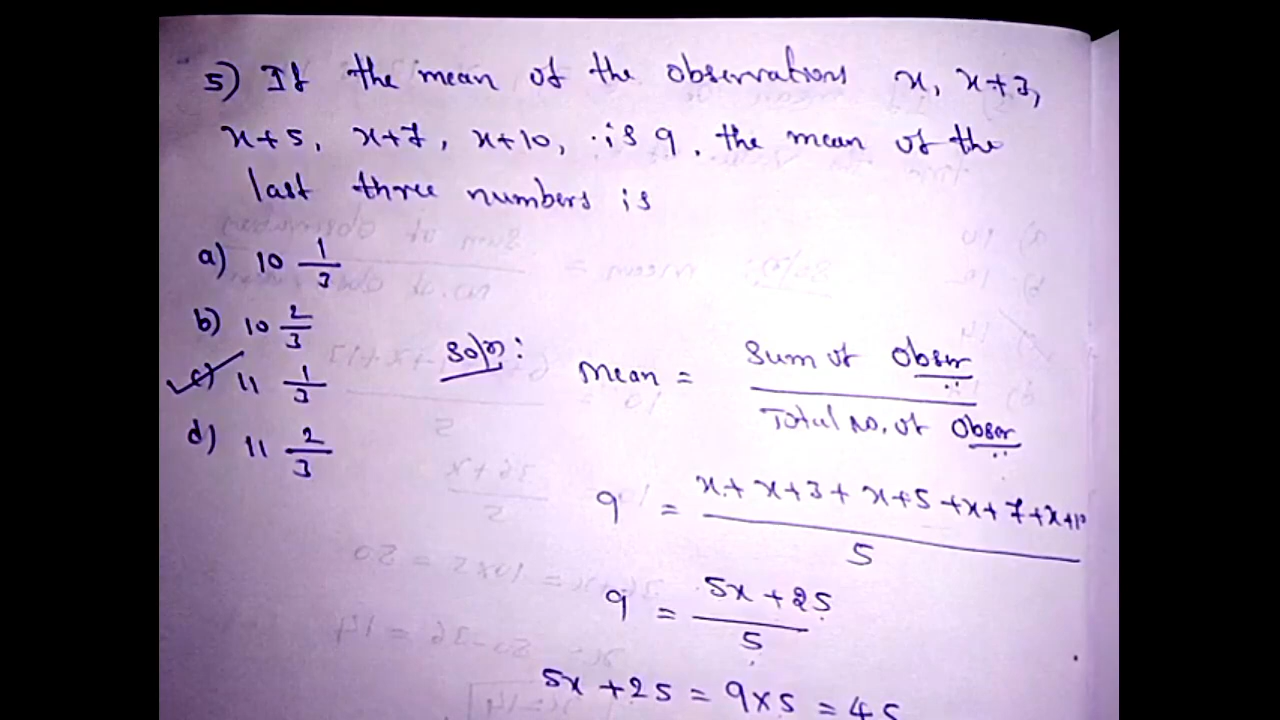 5) If the mean of the observations x, x+3,
x+5, x+7, x+10, is 9, the mean of the
last three numbers is
a) 10 1/3
b) 10 2/3
c) 11 1/3
d) 11 2/3
Soln:
Mean = Sum of Obser / Total No. of Obser
9 = x+x+3+x+5+x+7+x+10 / 5
9 = 5x+25 / 5
5x+25 = 9x5 = 45